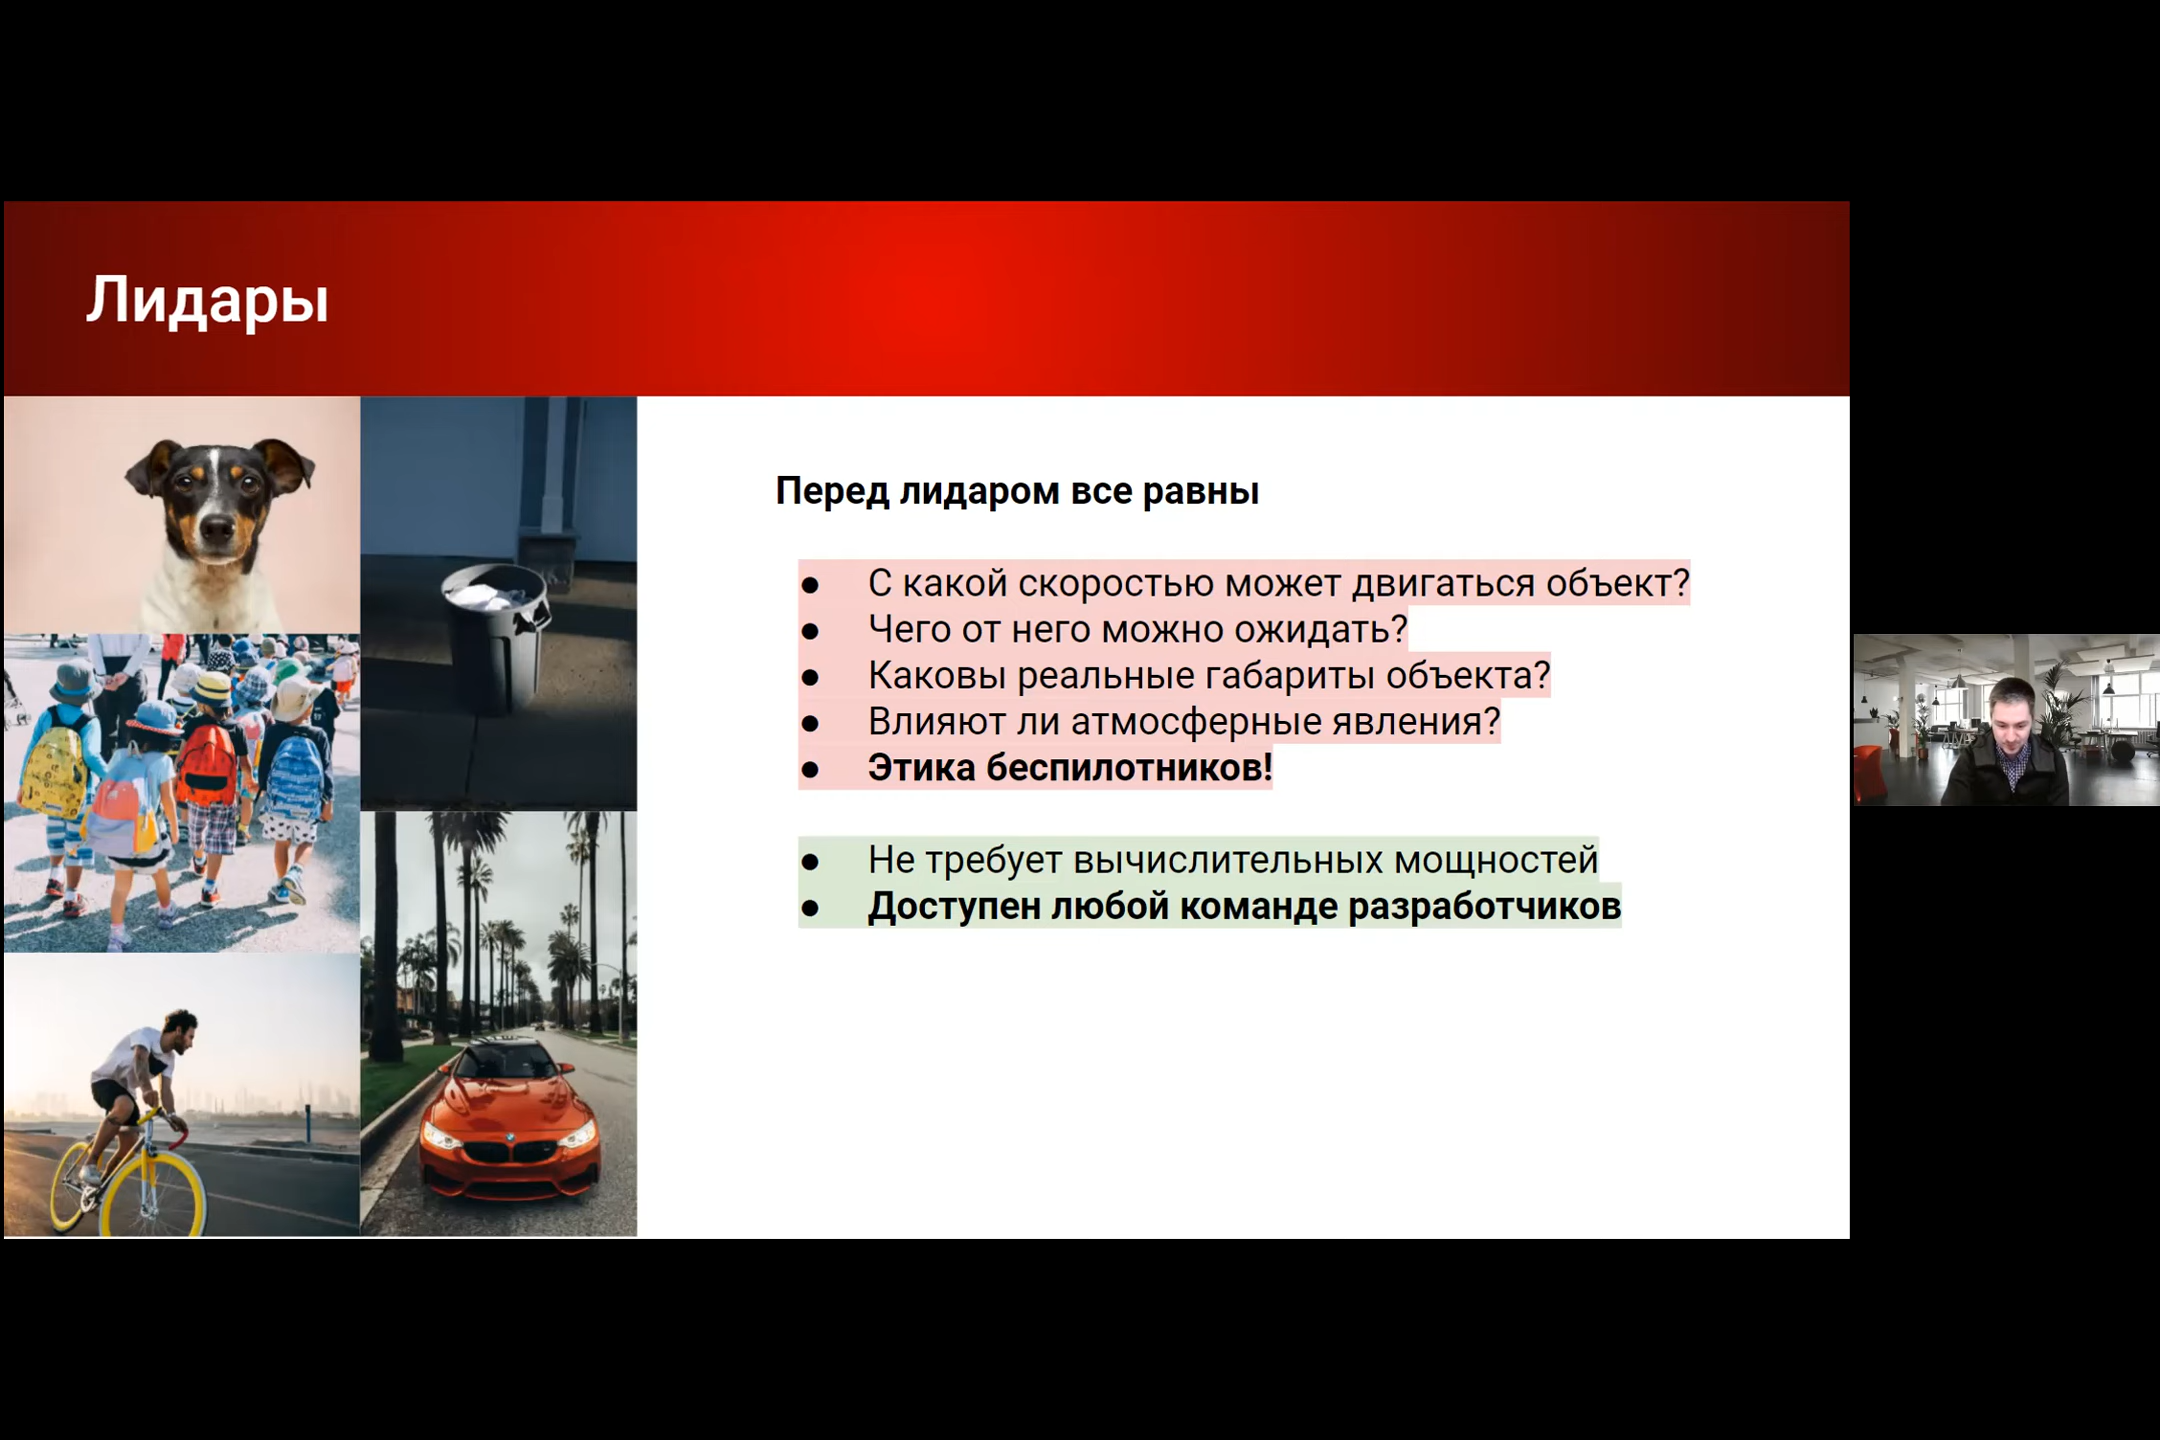 Лидары
Перед лидаром все равны
● С какой скоростью может двигаться объект?
● Чего от него можно ожидать?
● Каковы реальные габариты объекта?
● Влияют ли атмосферные явления?
● Этика беспилотников!
● Не требует вычислительных мощностей
● Доступен любой команде разработчиков